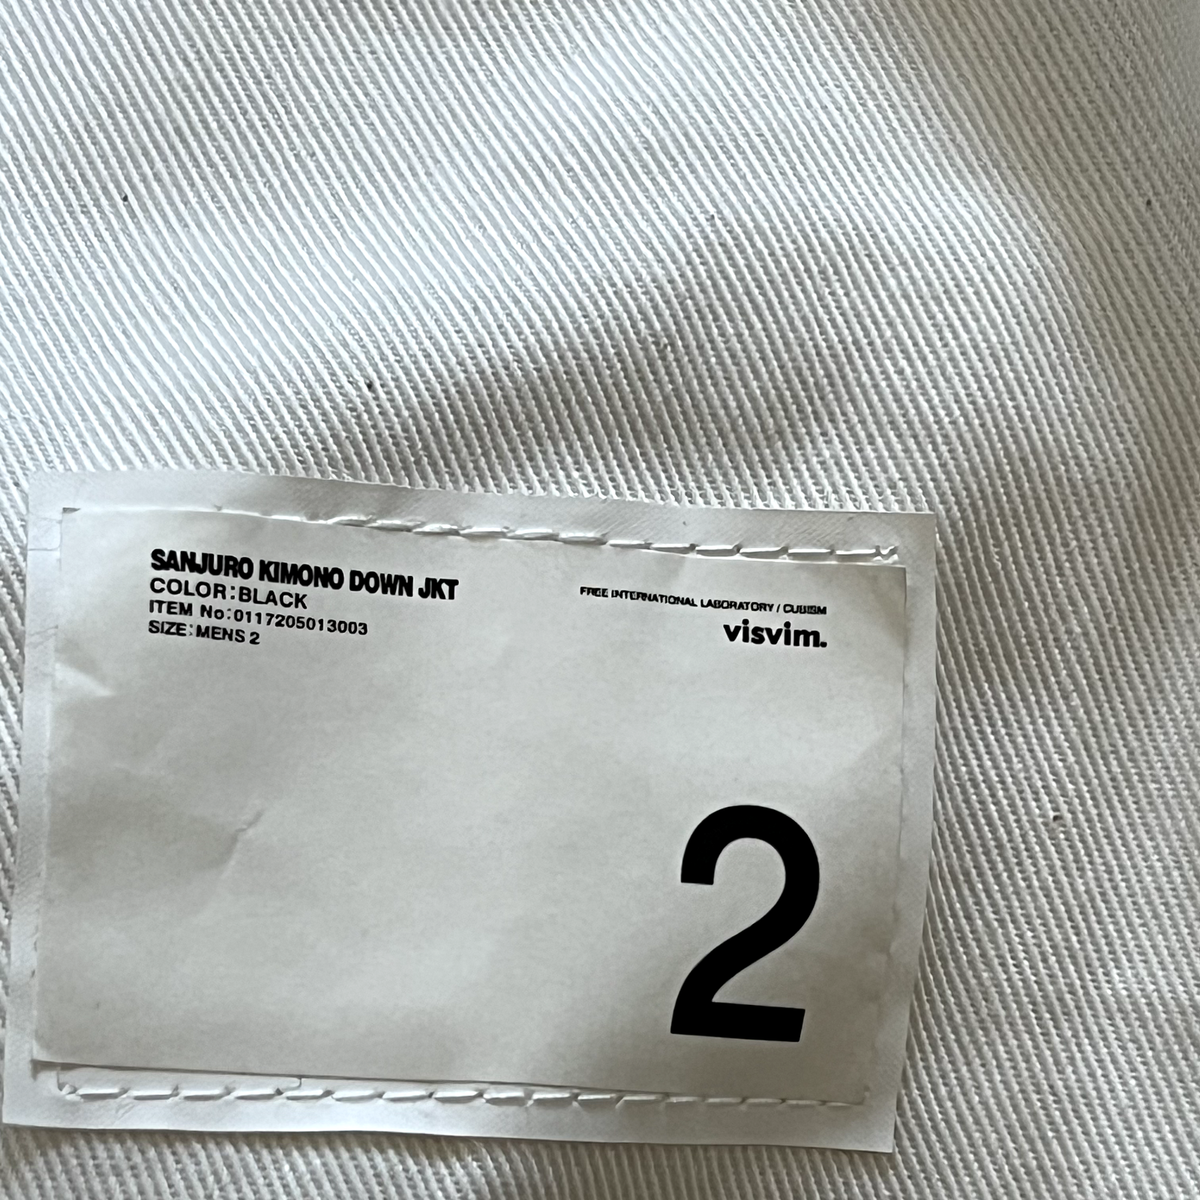 SANJURO KIMONO DOWN JKT
COLOR:BLACK
ITEM No:0117205013003
SIZE:MENS 2
FREE INTERNATIONAL LABORATORY / CUBISM
visvim.
2